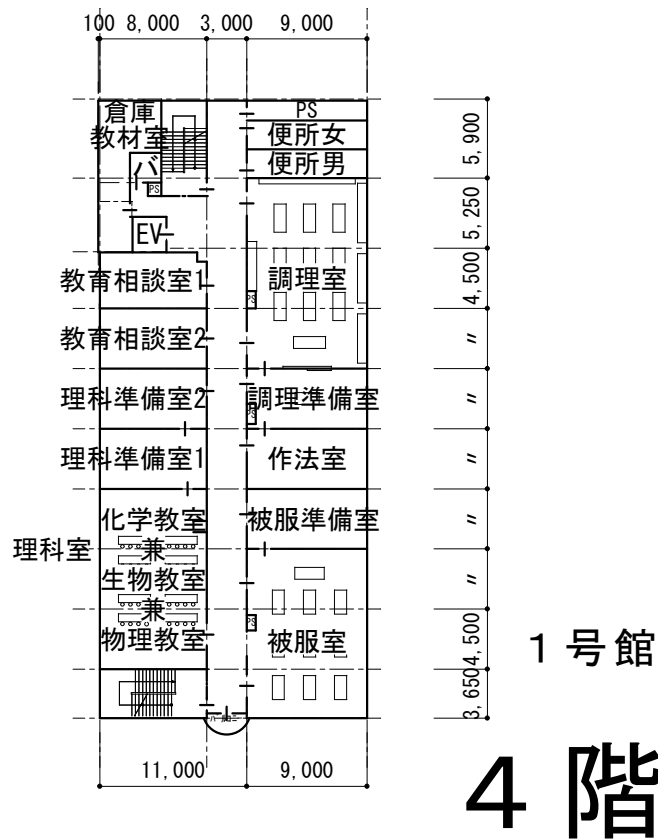 100 8,000 3,000 9,000
倉庫
教材室
PS
便所女
便所男
パ
PS
EV
教育相談室1
調理室
PS
教育相談室2
理科準備室2
調理準備室
PS
理科準備室1
作法室
化学教室
被服準備室
理科室
兼
生物教室
兼
物理教室
PS
被服室
バルコニー
11,000 9,000
5,900
5,250
4,500
〃
〃
〃
〃
〃
4,500
3,650
1号館
4階